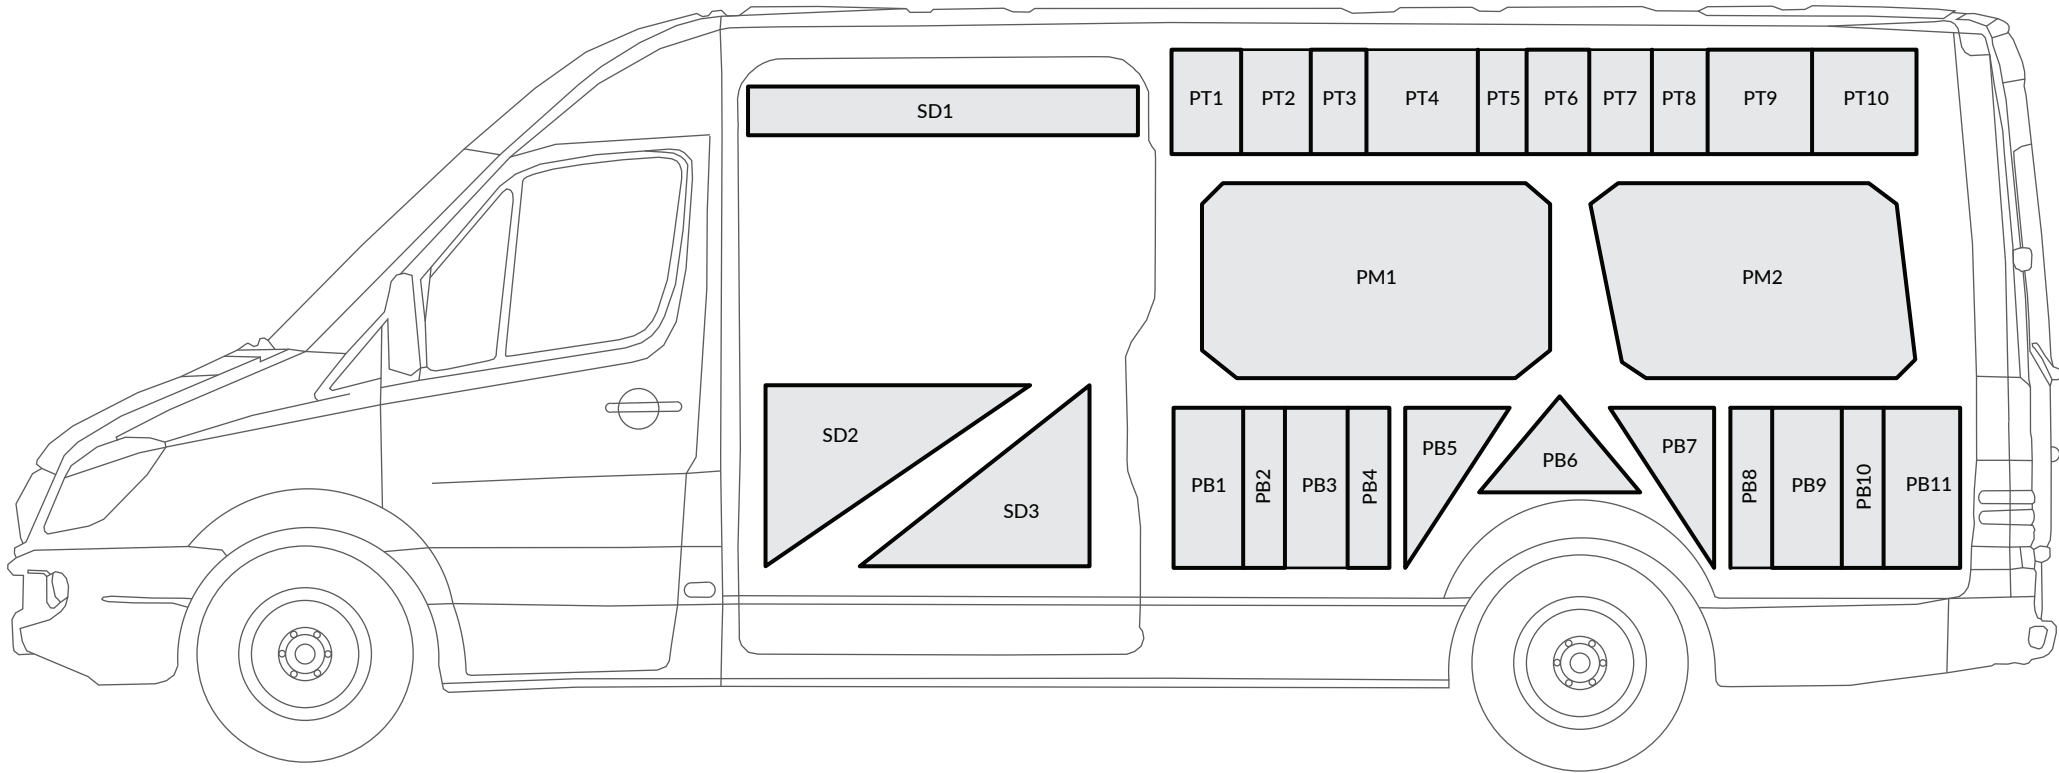 SD1
PT1 PT2 PT3 PT4 PT5 PT6 PT7 PT8 PT9 PT10
PM1 PM2
SD2
SD3
PB1 PB2 PB3 PB4 PB5 PB6 PB7 PB8 PB9 PB10 PB11